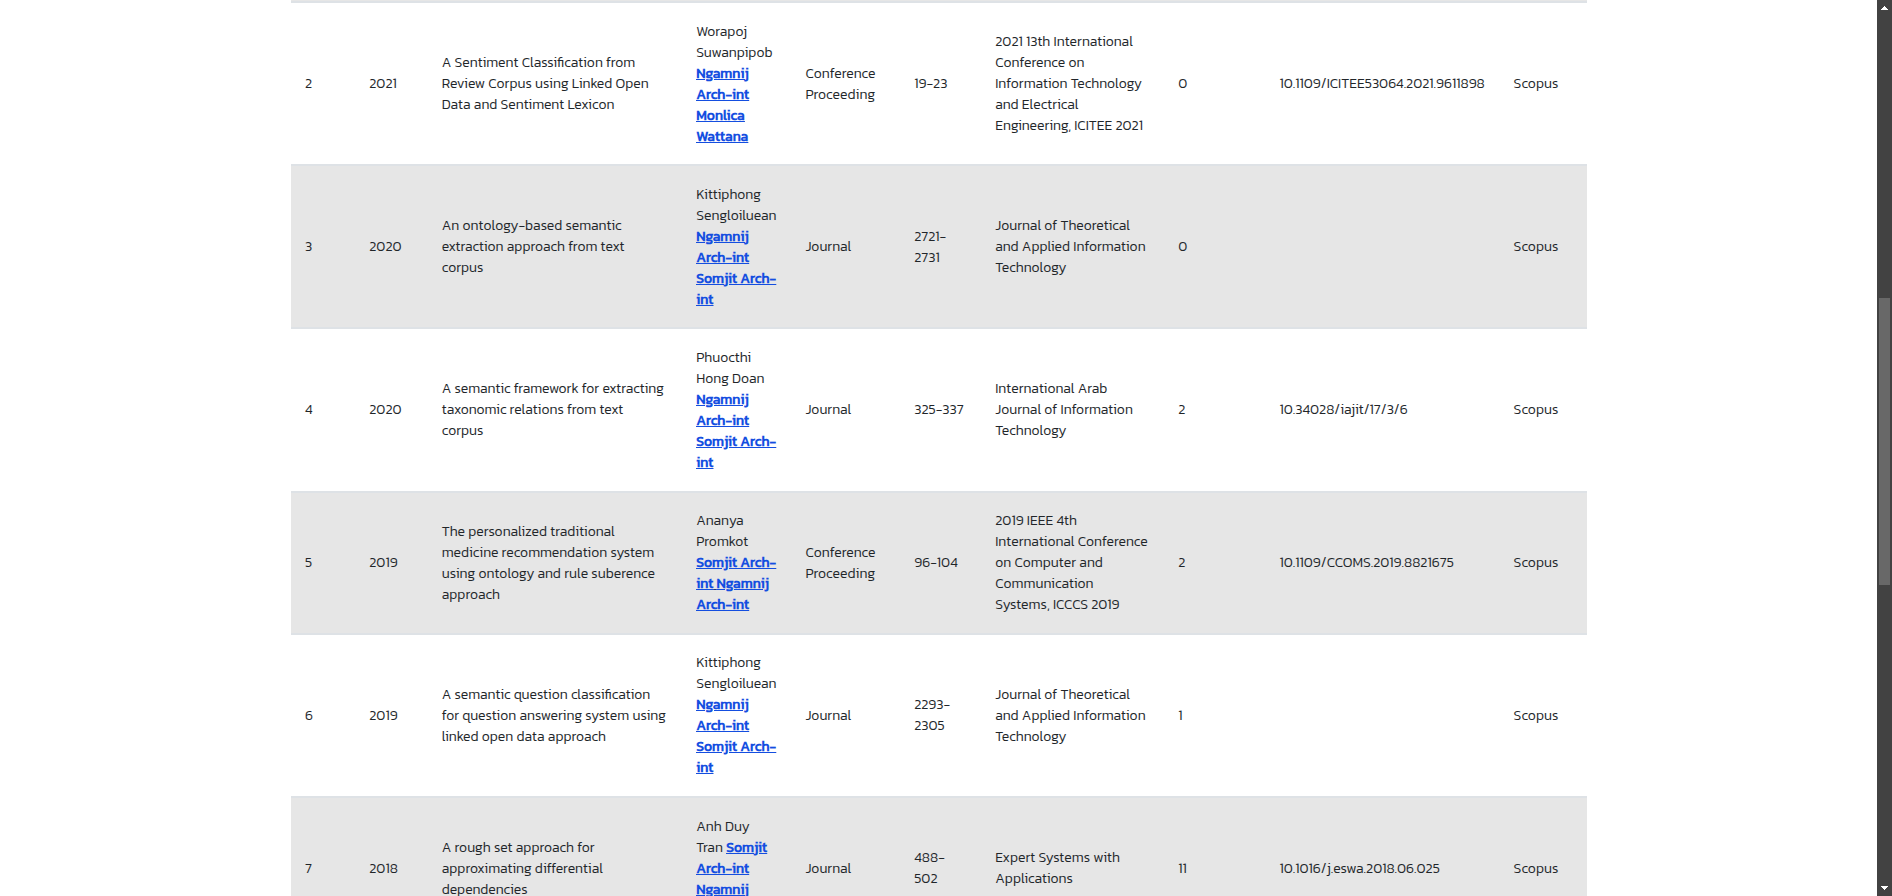 2
2021
A Sentiment Classification from
Review Corpus using Linked Open
Data and Sentiment Lexicon
Worapoj
Suwanpipob
Ngamnij
Arch-int
Monlica
Wattana
Conference
Proceeding
19-23
2021 13th International
Conference on
Information Technology
and Electrical
Engineering, ICITEE 2021
0
10.1109/ICITEE53064.2021.9611898
Scopus
3
2020
An ontology-based semantic
extraction approach from text
corpus
Kittiphong
Sengloiluean
Ngamnij
Arch-int
Somjit Arch-
int
Journal
2721-
2731
Journal of Theoretical
and Applied Information
Technology
0
Scopus
4
2020
A semantic framework for extracting
taxonomic relations from text
corpus
Phuocthi
Hong Doan
Ngamnij
Arch-int
Somjit Arch-
int
Journal
325-337
International Arab
Journal of Information
Technology
2
10.34028/iajit/17/3/6
Scopus
5
2019
The personalized traditional
medicine recommendation system
using ontology and rule suberence
approach
Ananya
Promkot
Somjit Arch-
int Ngamnij
Arch-int
Conference
Proceeding
96-104
2019 IEEE 4th
International Conference
on Computer and
Communication
Systems, ICCCS 2019
2
10.1109/CCOMS.2019.8821675
Scopus
6
2019
A semantic question classification
for question answering system using
linked open data approach
Kittiphong
Sengloiluean
Ngamnij
Arch-int
Somjit Arch-
int
Journal
2293-
2305
Journal of Theoretical
and Applied Information
Technology
1
Scopus
7
2018
A rough set approach for
approximating differential
dependencies
Anh Duy
Tran Somjit
Arch-int
Ngamnij
Journal
488-
502
Expert Systems with
Applications
11
10.1016/j.eswa.2018.06.025
Scopus